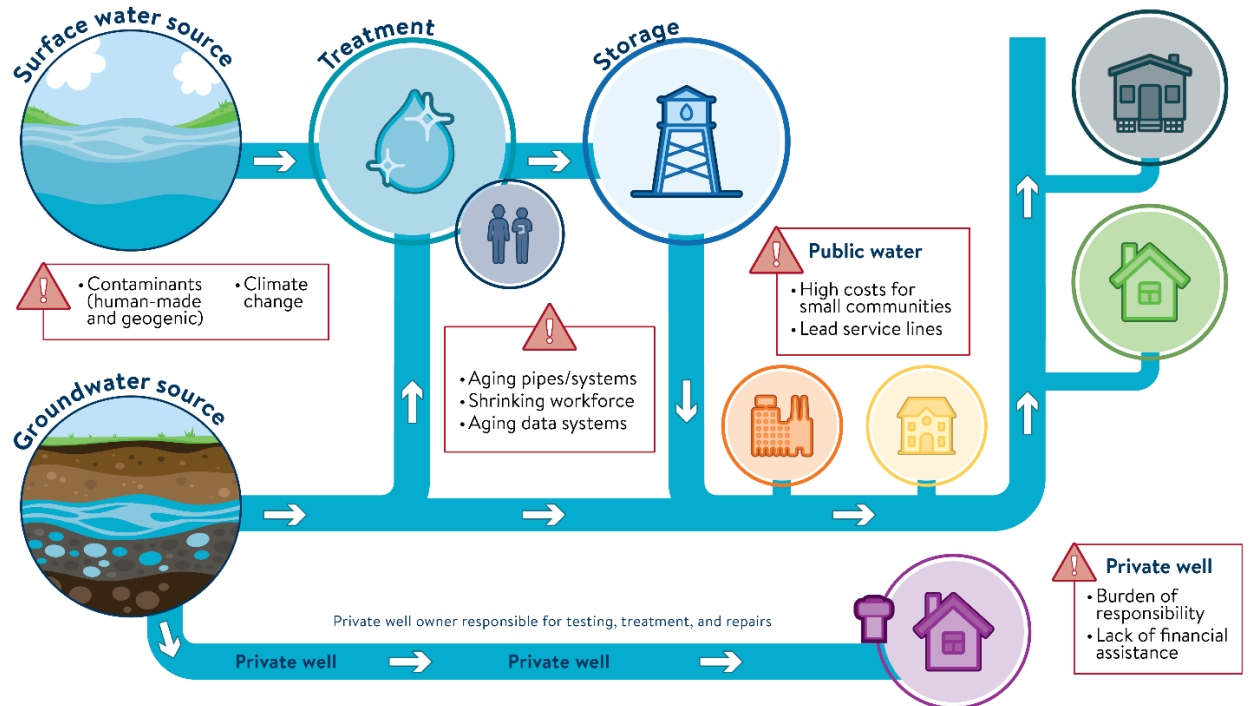 Surface water source
Treatment
Storage
• Contaminants
(human-made
and geogenic)
• Climate
change
Public water
• High costs for
small communities
• Lead service lines
• Aging pipes/systems
• Shrinking workforce
• Aging data systems
Groundwater source
Private well
• Burden of
responsibility
• Lack of financial
assistance
Private well owner responsible for testing, treatment, and repairs
Private well
Private well